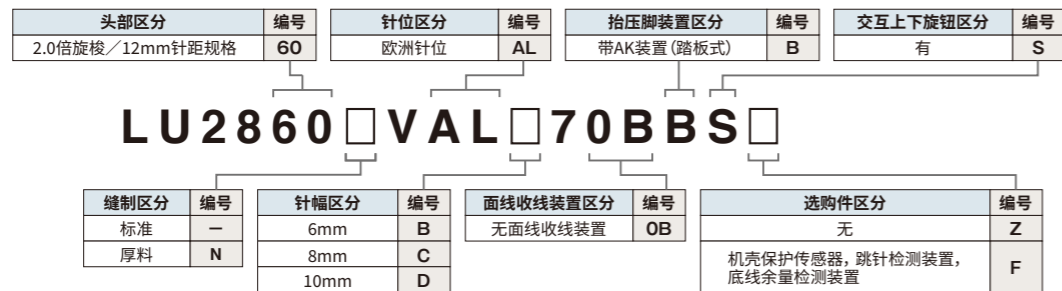 头部区分 编号
2.0倍旋梭／12mm针距规格 60
针位区分 编号
欧洲针位 AL
抬压脚装置区分 编号
带AK装置(踏板式) B
交互上下旋钮区分 编号
有 S
LU2860□VAL□70BBS□
缝制区分 编号
标准 —
厚料 N
针幅区分 编号
6mm B
8mm C
10mm D
面线收线装置区分 编号
无面线收线装置 0B
选购件区分 编号
无 Z
机壳保护传感器，跳针检测装置，
底线余量检测装置 F